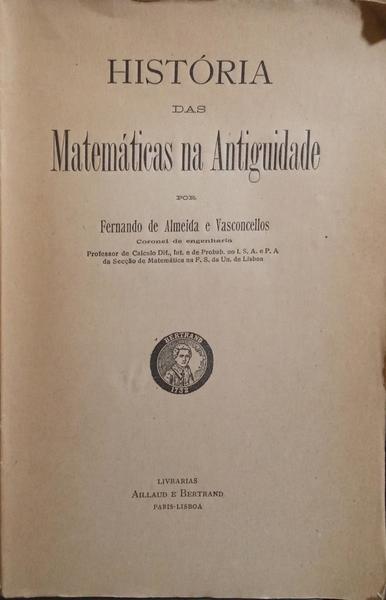 HISTÓRIA
DAS
Matemáticas na Antiguidade
POR
Fernando de Almeida e Vasconcellos
Coronel de engenharia
Professor de Calculo Dif., Int. e de Probab. no I. S. A. e P. A
da Secção de Matemática na F. S. da Un. de Lisboa
BERTRAND
1732
LIVRARIAS
AILLAUD E BERTRAND
PARIS-LISBOA